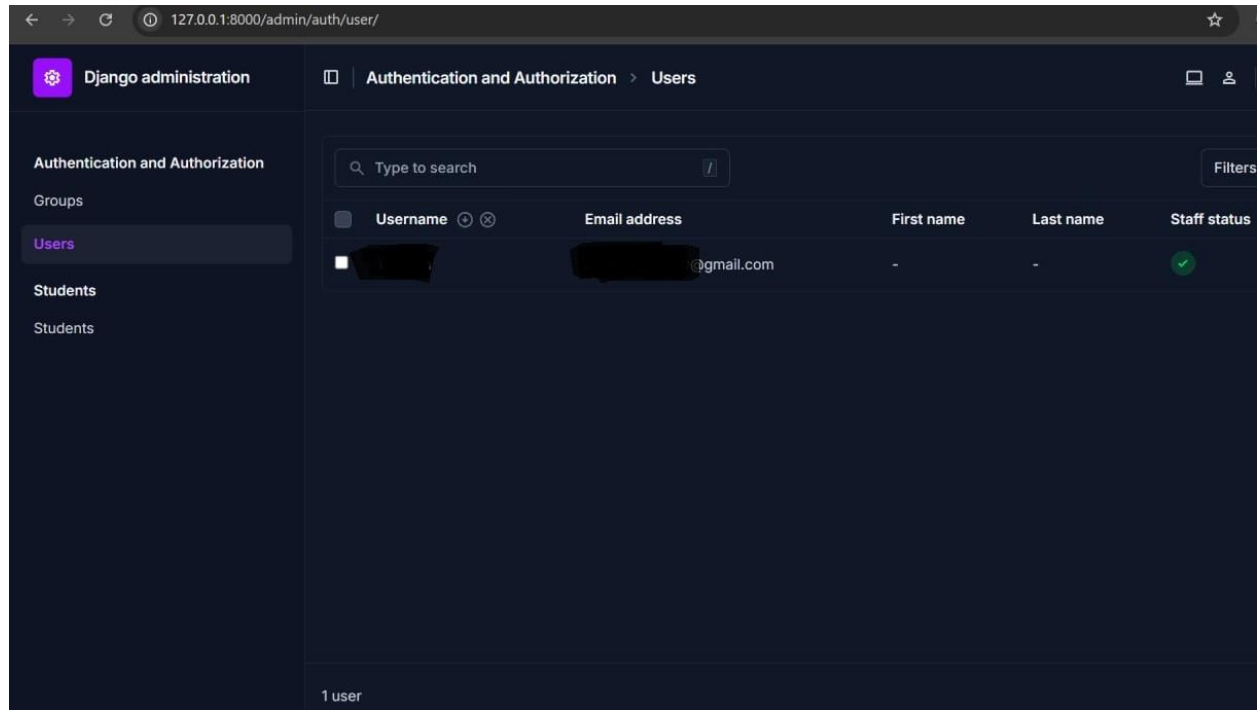 127.0.0.1:8000/admin/auth/user/
Django administration
Authentication and Authorization > Users
Authentication and Authorization
Groups
Users
Students
Students
Type to search /
Filters
Username Email address First name Last name Staff status
@gmail.com - -
1 user